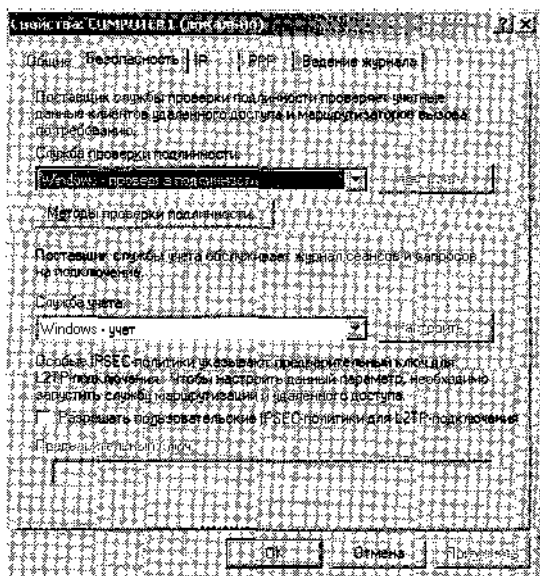 Свойства: COMPUTER1 (локально)
Общие Безопасность IP PPP Ведение журнала
Поставщик службы проверки подлинности проверяет учетные
данные клиентов удаленного доступа и маршрутизаторов вызова
по требованию.
Служба проверки подлинности:
Windows - проверка подлинности
Настроить...
Методы проверки подлинности...
Поставщик службы учета обслуживает журнал сеансов и запросов
на подключение.
Служба учета:
Windows - учет
Настроить...
Особые IPSEC-политики указывают предварительный ключ для
L2TP-подключения. Чтобы настроить данный параметр, необходимо
запустить службу маршрутизации и удаленного доступа.
Разрешать пользовательские IPSEC-политики для L2TP-подключения
Предварительный ключ:
ОК Отмена Применить